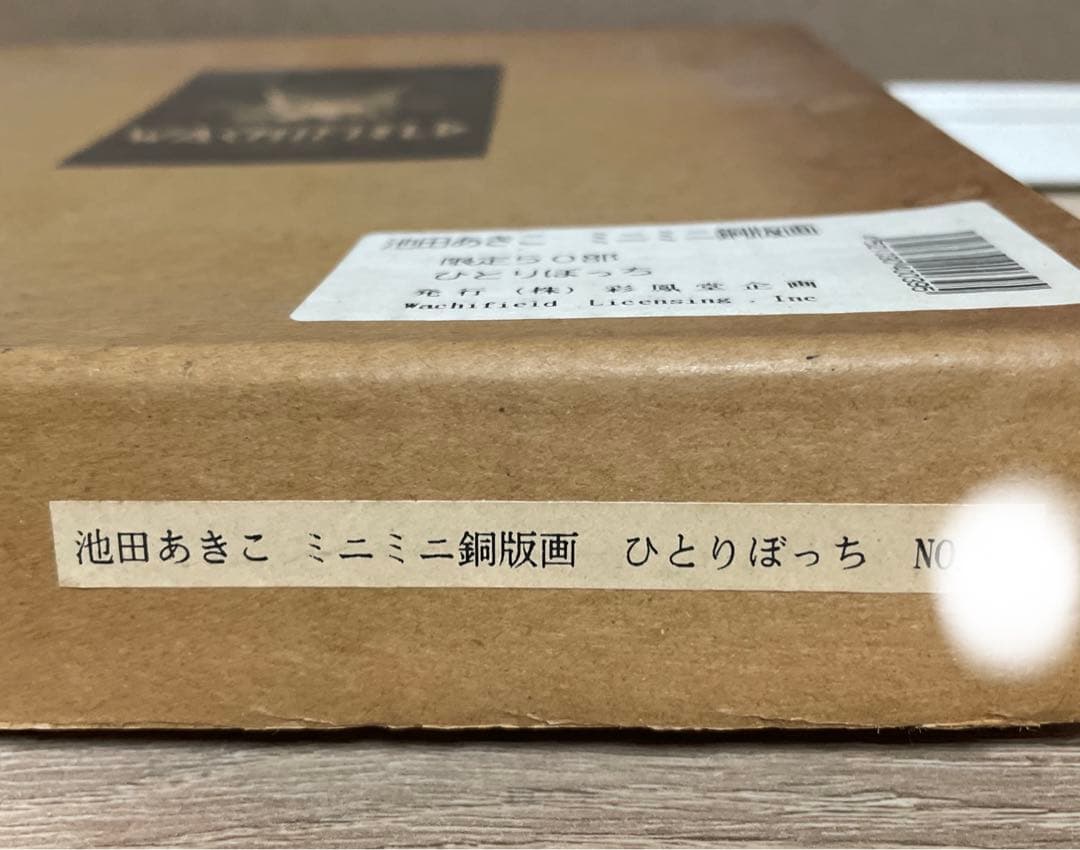 WACHIFIELD
池田あきこ ミニミニ銅版画
限定50部
ひとりぼっち
発行 (株) 彩鳳堂企画
Wachifield Licensing. Inc
池田あきこ ミニミニ銅版画 ひとりぼっち NO